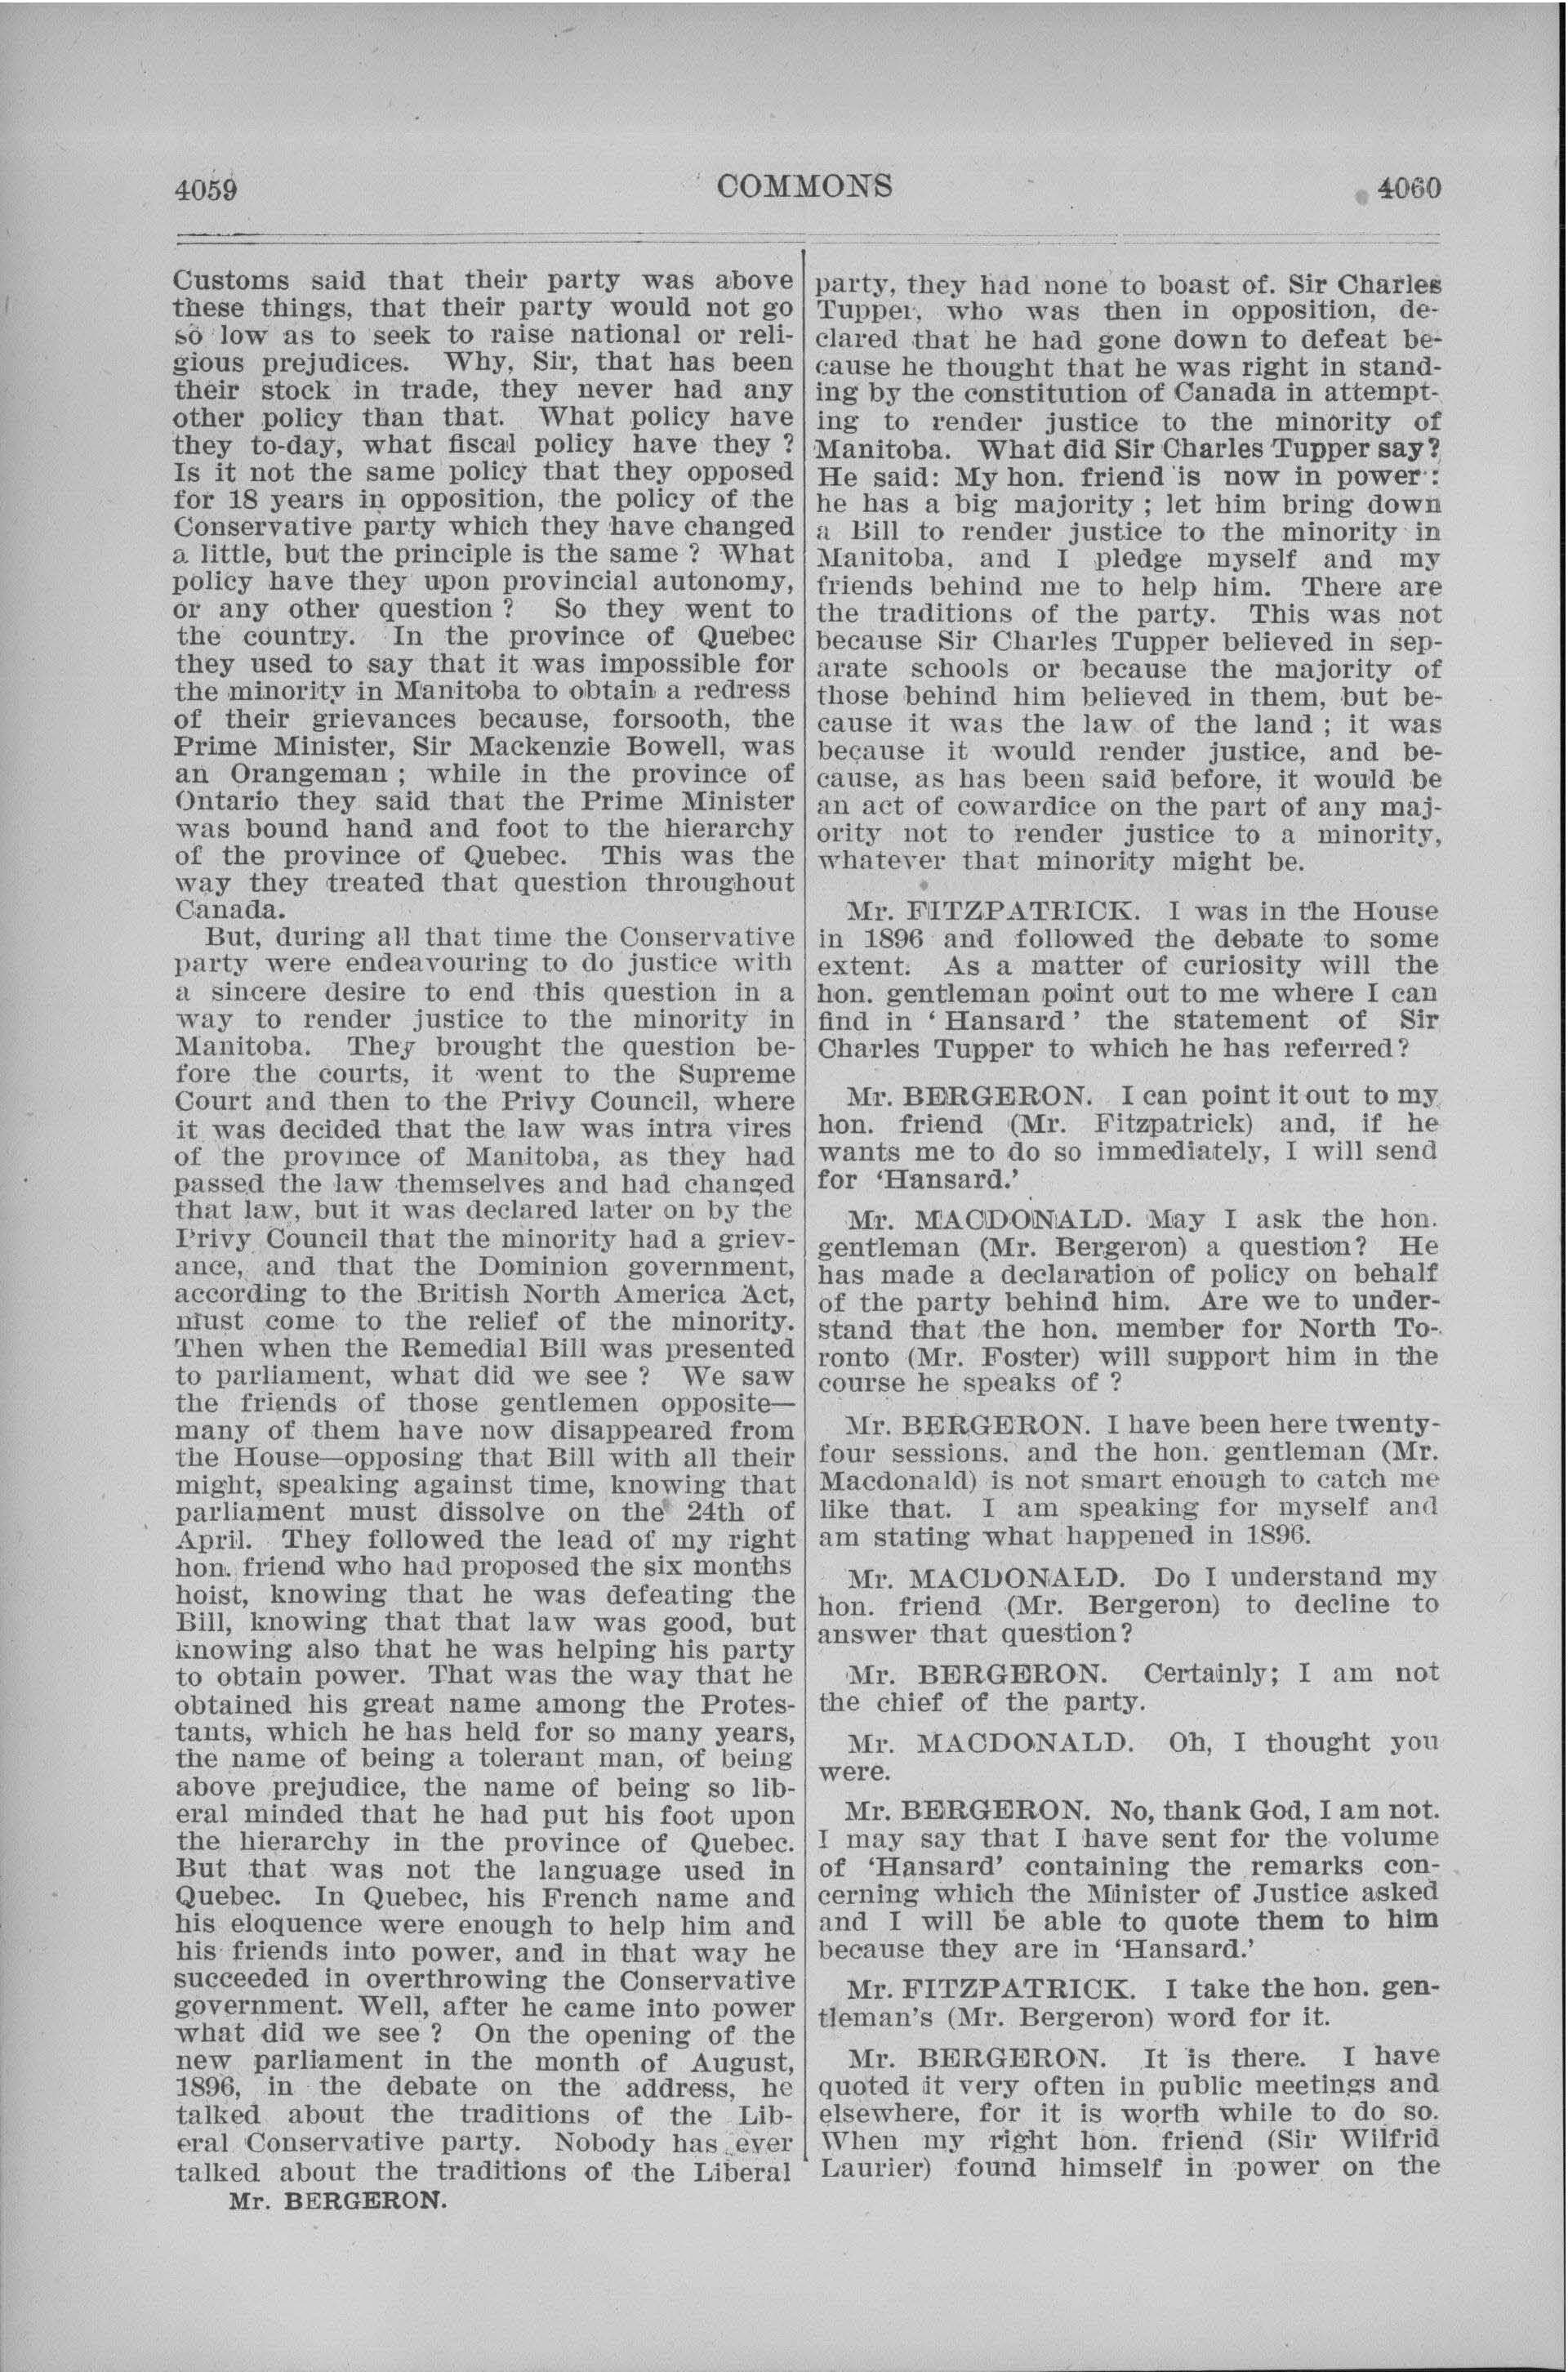 4059
COMMONS
4060
Customs said that their party was above
these things, that their party would not go
so low as to seek to raise national or reli-
gious prejudices. Why, Sir, that has been
their stock in trade, they never had any
other policy than that. What policy have
they to-day, what fiscal policy have they ?
Is it not the same policy that they opposed
for 18 years in opposition, the policy of the
Conservative party which they have changed
a little, but the principle is the same ? What
policy have they upon provincial autonomy,
or any other question ? So they went to
the country. In the province of Quebec
they used to say that it was impossible for
the minority in Manitoba to obtain a redress
of their grievances because, forsooth, the
Prime Minister, Sir Mackenzie Bowell, was
an Orangeman ; while in the province of
Ontario they said that the Prime Minister
was bound hand and foot to the hierarchy
of the province of Quebec. This was the
way they treated that question throughout
Canada.
But, during all that time the Conservative
party were endeavouring to do justice with
a sincere desire to end this question in a
way to render justice to the minority in
Manitoba. They brought the question be-
fore the courts, it went to the Supreme
Court and then to the Privy Council, where
it was decided that the law was intra vires
of the province of Manitoba, as they had
passed the law themselves and had changed
that law, but it was declared later on by the
Privy Council that the minority had a griev-
ance, and that the Dominion government,
according to the British North America Act,
must come to the relief of the minority.
Then when the Remedial Bill was presented
to parliament, what did we see ? We saw
the friends of those gentlemen opposite—
many of them have now disappeared from
the House—opposing that Bill with all their
might, speaking against time, knowing that
parliament must dissolve on the 24th of
April. They followed the lead of my right
hon. friend who had proposed the six months
hoist, knowing that he was defeating the
Bill, knowing that that law was good, but
knowing also that he was helping his party
to obtain power. That was the way that he
obtained his great name among the Protes-
tants, which he has held for so many years,
the name of being a tolerant man, of being
above prejudice, the name of being so lib-
eral minded that he had put his foot upon
the hierarchy in the province of Quebec.
But that was not the language used in
Quebec. In Quebec, his French name and
his eloquence were enough to help him and
his friends into power, and in that way he
succeeded in overthrowing the Conservative
government. Well, after he came into power
what did we see ? On the opening of the
new parliament in the month of August,
1896, in the debate on the address, he
talked about the traditions of the Lib-
eral Conservative party. Nobody has ever
talked about the traditions of the Liberal
Mr. BERGERON.
party, they had none to boast of. Sir Charles
Tupper, who was then in opposition, de-
clared that he had gone down to defeat be-
cause he thought that he was right in stand-
ing by the constitution of Canada in attempt-
ing to render justice to the minority of
Manitoba. What did Sir Charles Tupper say?
He said: My hon. friend is now in power :
he has a big majority ; let him bring down
a Bill to render justice to the minority in
Manitoba, and I pledge myself and my
friends behind me to help him. There are
the traditions of the party. This was not
because Sir Charles Tupper believed in sep-
arate schools or because the majority of
those behind him believed in them, but be-
cause it was the law of the land ; it was
because it would render justice, and be-
cause, as has been said before, it would be
an act of cowardice on the part of any maj-
ority not to render justice to a minority,
whatever that minority might be.
Mr. FITZPATRICK. I was in the House
in 1896 and followed the debate to some
extent. As a matter of curiosity will the
hon. gentleman point out to me where I can
find in ‘ Hansard ’ the statement of Sir
Charles Tupper to which he has referred?
Mr. BERGERON. I can point it out to my
hon. friend (Mr. Fitzpatrick) and, if he
wants me to do so immediately, I will send
for ‘Hansard.’
Mr. MACDONALD. May I ask the hon.
gentleman (Mr. Bergeron) a question? He
has made a declaration of policy on behalf
of the party behind him. Are we to under-
stand that the hon. member for North To-
ronto (Mr. Foster) will support him in the
course he speaks of ?
Mr. BERGERON. I have been here twenty-
four sessions, and the hon. gentleman (Mr.
Macdonald) is not smart enough to catch me
like that. I am speaking for myself and
am stating what happened in 1896.
Mr. MACDONALD. Do I understand my
hon. friend (Mr. Bergeron) to decline to
answer that question?
Mr. BERGERON. Certainly; I am not
the chief of the party.
Mr. MACDONALD. Oh, I thought you
were.
Mr. BERGERON. No, thank God, I am not.
I may say that I have sent for the volume
of ‘Hansard’ containing the remarks con-
cerning which the Minister of Justice asked
and I will be able to quote them to him
because they are in ‘Hansard.’
Mr. FITZPATRICK. I take the hon. gen-
tleman's (Mr. Bergeron) word for it.
Mr. BERGERON. It is there. I have
quoted it very often in public meetings and
elsewhere, for it is worth while to do so.
When my right hon. friend (Sir Wilfrid
Laurier) found himself in power on the